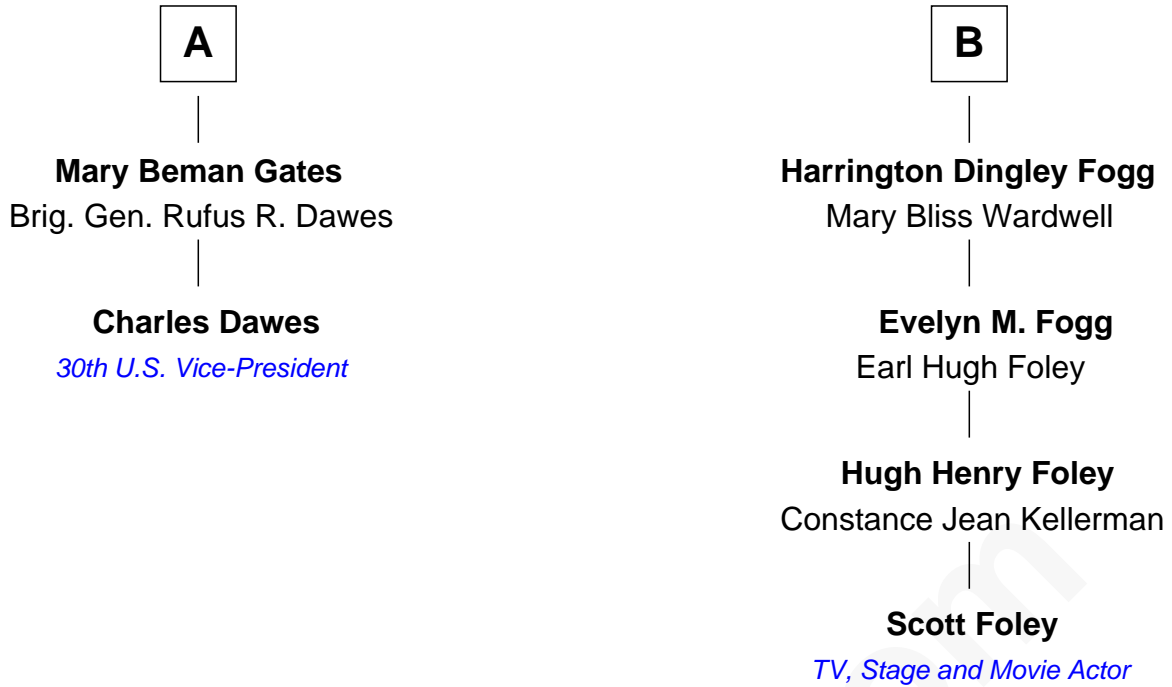 A
Mary Beman Gates
Brig. Gen. Rufus R. Dawes
Charles Dawes
30th U.S. Vice-President
B
Harrington Dingley Fogg
Mary Bliss Wardwell
Evelyn M. Fogg
Earl Hugh Foley
Hugh Henry Foley
Constance Jean Kellerman
Scott Foley
TV, Stage and Movie Actor